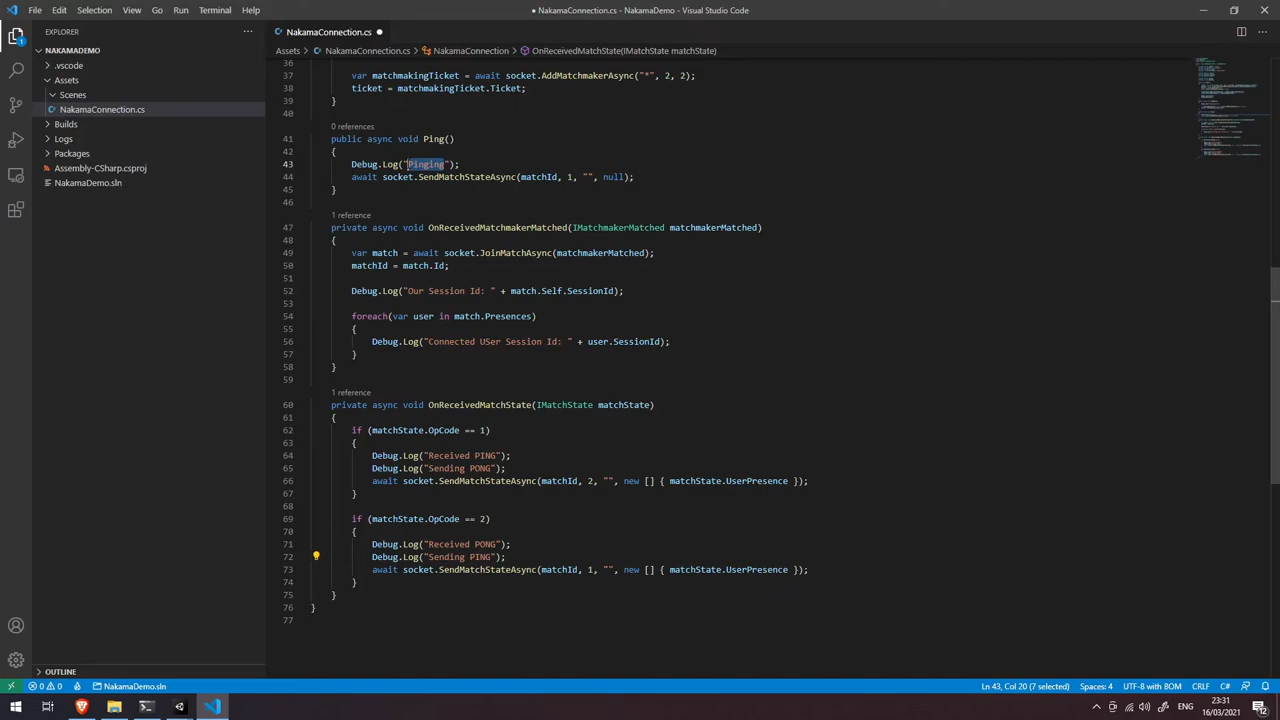 File Edit Selection View Go Run Terminal Help
● NakamaConnection.cs - NakamaDemo - Visual Studio Code
EXPLORER
NAKAMADEMO
.vscode
Assets
Scenes
NakamaConnection.cs
Builds
Logs
Packages
Assembly-CSharp.csproj
NakamaDemo.sln
OUTLINE
NakamaConnection.cs
Assets > NakamaConnection.cs > NakamaConnection > OnReceivedMatchState(IMatchState matchState)
36
37 var matchmakingTicket = await socket.AddMatchmakerAsync("*", 2, 2);
38 ticket = matchmakingTicket.Ticket;
39 }
40
0 references
41 public async void Ping()
42 {
43 Debug.Log("Pinging");
44 await socket.SendMatchStateAsync(matchId, 1, "", null);
45 }
46
1 reference
47 private async void OnReceivedMatchmakerMatched(IMatchmakerMatched matchmakerMatched)
48 {
49 var match = await socket.JoinMatchAsync(matchmakerMatched);
50 matchId = match.Id;
51
52 Debug.Log("Our Session Id: " + match.Self.SessionId);
53
54 foreach(var user in match.Presences)
55 {
56 Debug.Log("Connected USer Session Id: " + user.SessionId);
57 }
58 }
59
1 reference
60 private async void OnReceivedMatchState(IMatchState matchState)
61 {
62 if (matchState.OpCode == 1)
63 {
64 Debug.Log("Received PING");
65 Debug.Log("Sending PONG");
66 await socket.SendMatchStateAsync(matchId, 2, "", new [] { matchState.UserPresence });
67 }
68
69 if (matchState.OpCode == 2)
70 {
71 Debug.Log("Received PONG");
72 Debug.Log("Sending PING");
73 await socket.SendMatchStateAsync(matchId, 1, "", new [] { matchState.UserPresence });
74 }
75 }
76 }
77
0 0 NakamaDemo.sln
Ln 43, Col 20 (7 selected) Spaces: 4 UTF-8 with BOM CRLF C#
ENG
23:31
16/03/2021